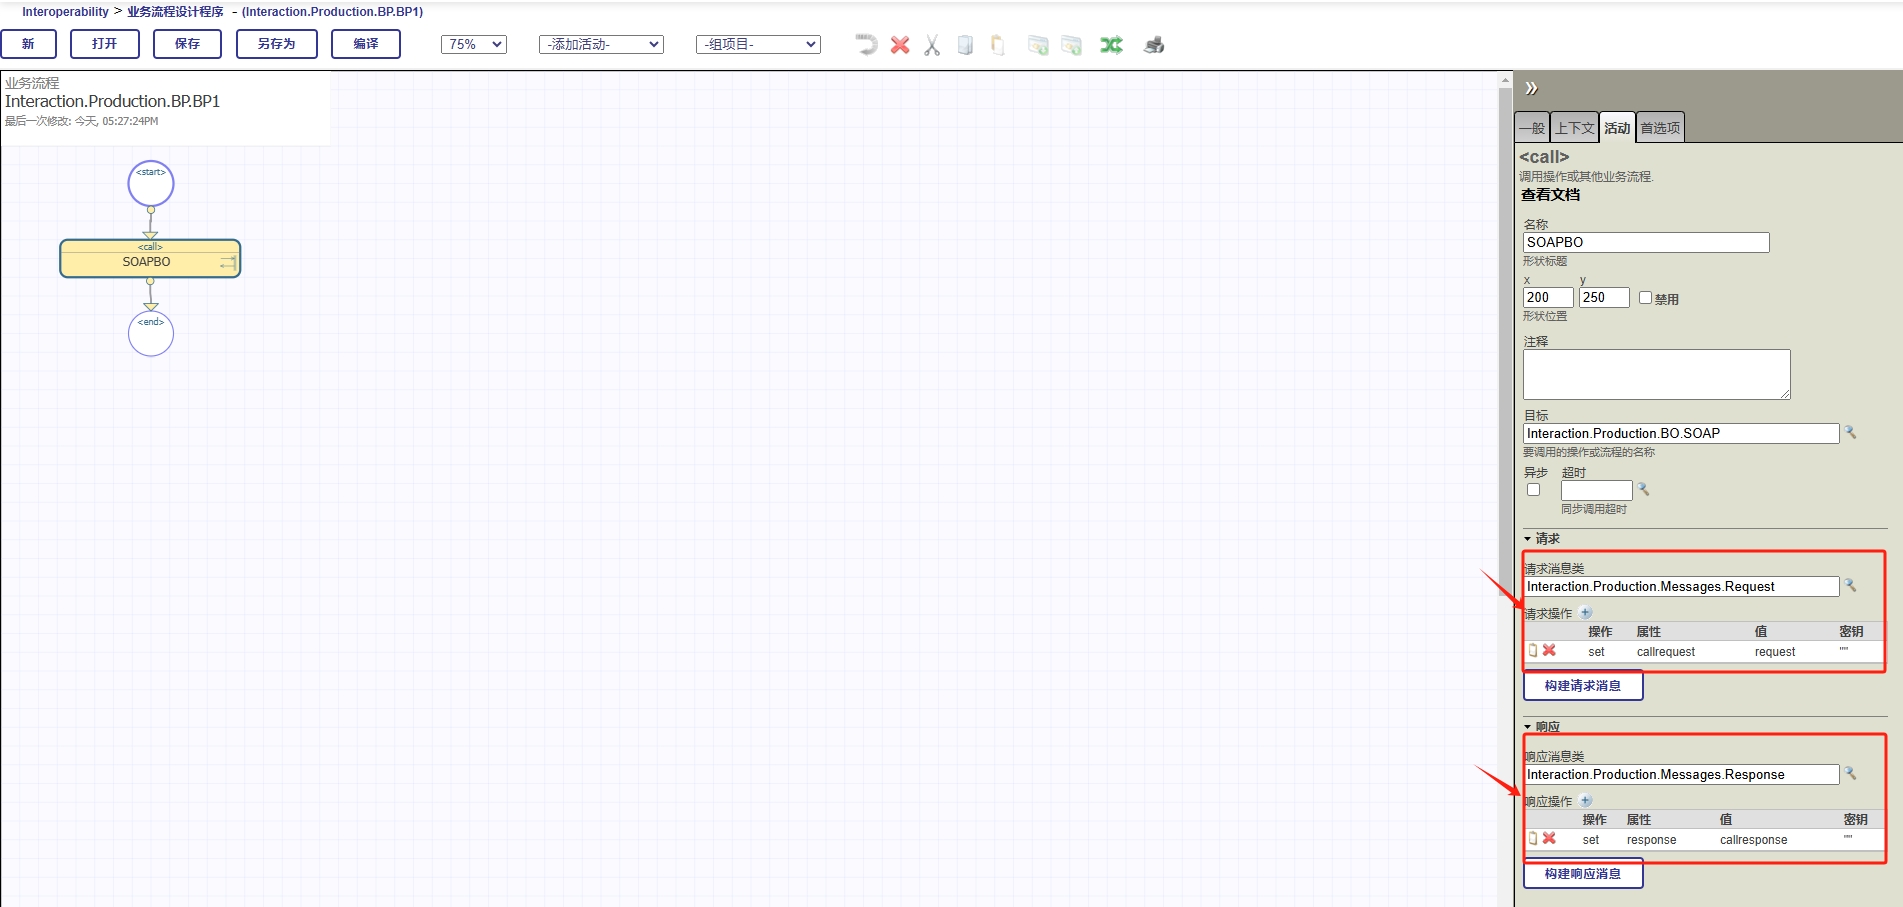 Interoperability > 业务流程设计程序 - (Interaction.Production.BP.BP1)
新 打开 保存 另存为 编译 75% -添加活动- -组项目-
业务流程
Interaction.Production.BP.BP1
最后一次修改: 今天, 05:27:24PM
<start>
<call>
SOAPBO
<end>
»
一般 上下文 活动 首选项
<call>
调用操作或其他业务流程.
查看文档
名称
SOAPBO
形状标题
x y
200 250 禁用
形状位置
注释
目标
Interaction.Production.BO.SOAP
要调用的操作或流程的名称
异步 超时
同步调用超时
请求
请求消息类
Interaction.Production.Messages.Request
请求操作
操作 属性 值 密钥
set callrequest request ""
构建请求消息
响应
响应消息类
Interaction.Production.Messages.Response
响应操作
操作 属性 值 密钥
set response callresponse ""
构建响应消息